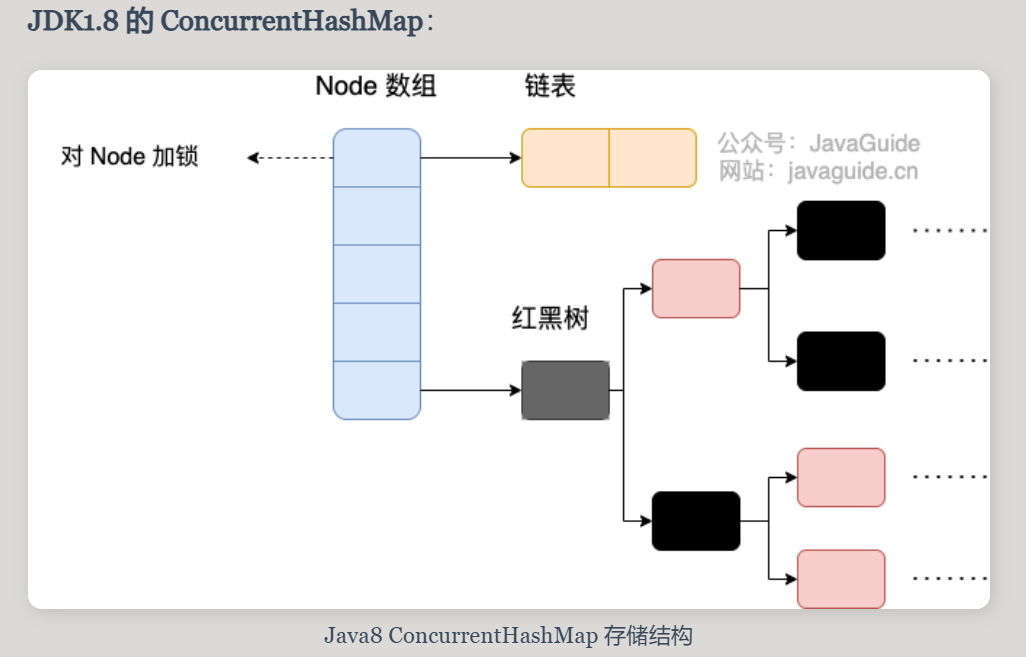 JDK1.8 的 ConcurrentHashMap：
Node 数组
链表
对 Node 加锁
公众号：JavaGuide
网站：javaguide.cn
红黑树
Java8 ConcurrentHashMap 存储结构